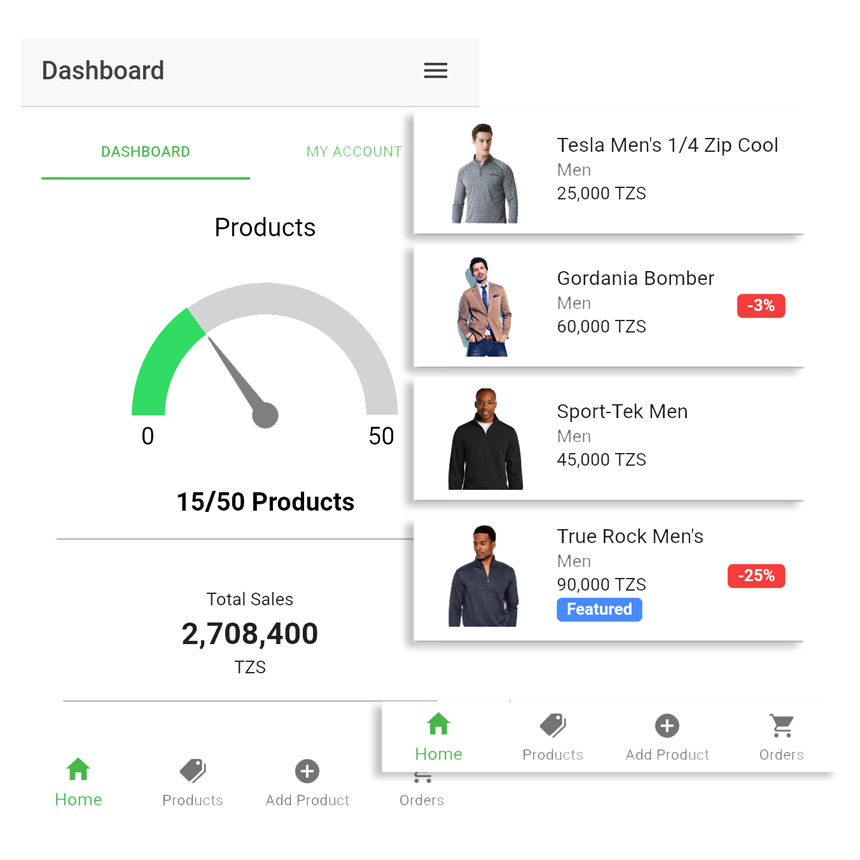 Dashboard
DASHBOARD
MY ACCOUNT
Products
0
50
15/50 Products
Total Sales
2,708,400
TZS
Home
Products
Add Product
Orders
Tesla Men's 1/4 Zip Cool
Men
25,000 TZS
Gordania Bomber
Men
60,000 TZS
-3%
Sport-Tek Men
Men
45,000 TZS
True Rock Men's
Men
90,000 TZS
-25%
Featured
Home
Products
Add Product
Orders